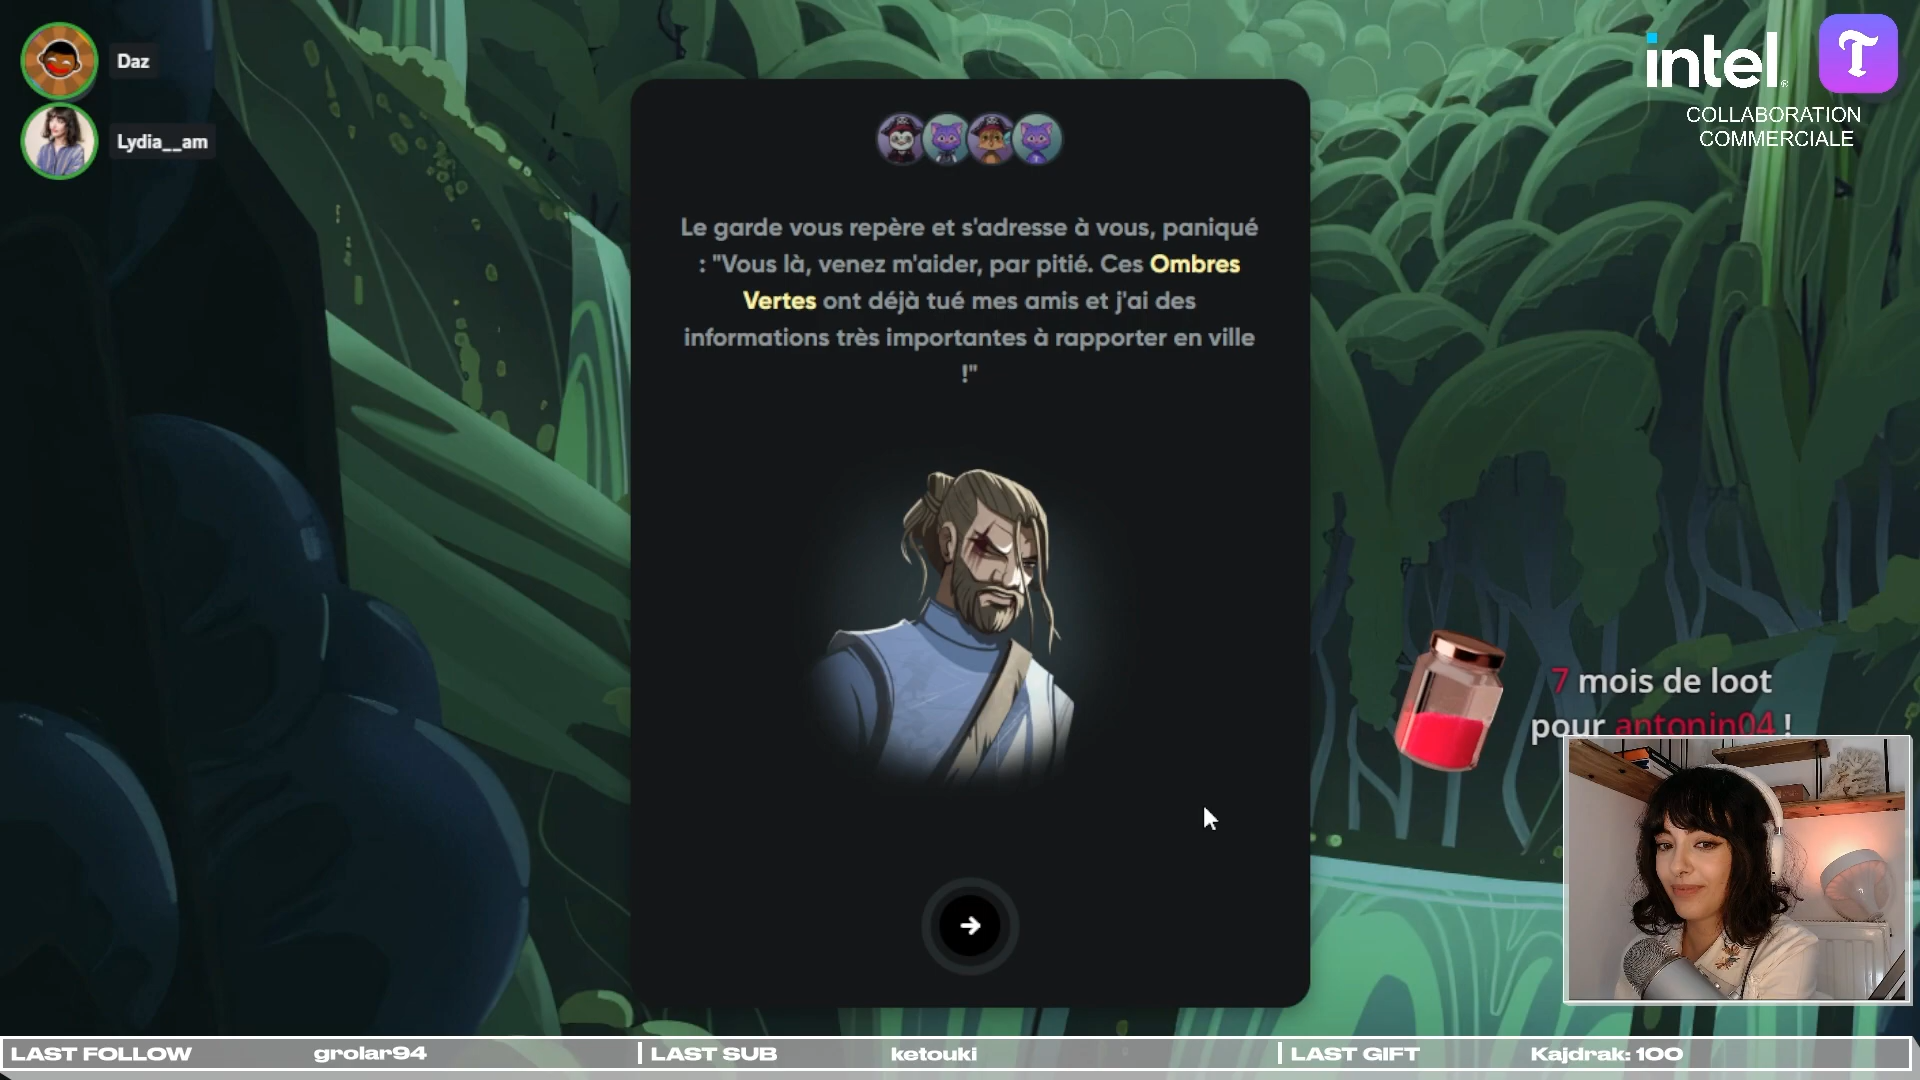 Daz
Lydia__am
intel
COLLABORATION
COMMERCIALE
Le garde vous repère et s'adresse à vous, paniqué
: "Vous là, venez m'aider, par pitié. Ces Ombres
Vertes ont déjà tué mes amis et j'ai des
informations très importantes à rapporter en ville
!"
7 mois de loot
pour antonin04 !
LAST FOLLOW grolar94
LAST SUB ketouki
LAST GIFT Kajdrak: 100